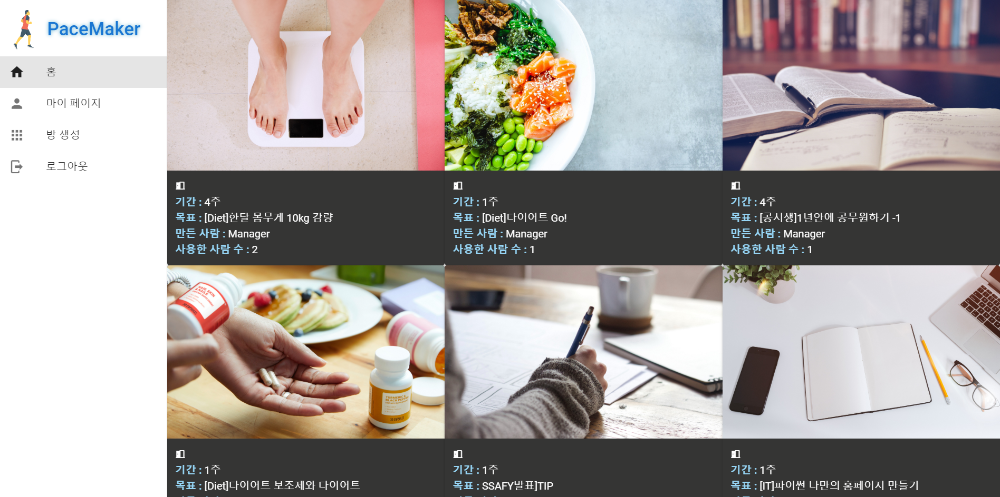 PaceMaker
홈
마이 페이지
방 생성
로그아웃
기간 : 4주
목표 : [Diet]한달 몸무게 10kg 감량
만든 사람 : Manager
사용한 사람 수 : 2
기간 : 1주
목표 : [Diet]다이어트 Go!
만든 사람 : Manager
사용한 사람 수 : 1
기간 : 4주
목표 : [공시생]1년안에 공무원하기 -1
만든 사람 : Manager
사용한 사람 수 : 1
HAIR, SKIN
& NAILS
TURMERIC &
BLACK PEPPER
기간 : 1주
목표 : [Diet]다이어트 보조제와 다이어트
기간 : 1주
목표 : SSAFY발표]TIP
기간 : 1주
목표 : [IT]파이썬 나만의 홈페이지 만들기